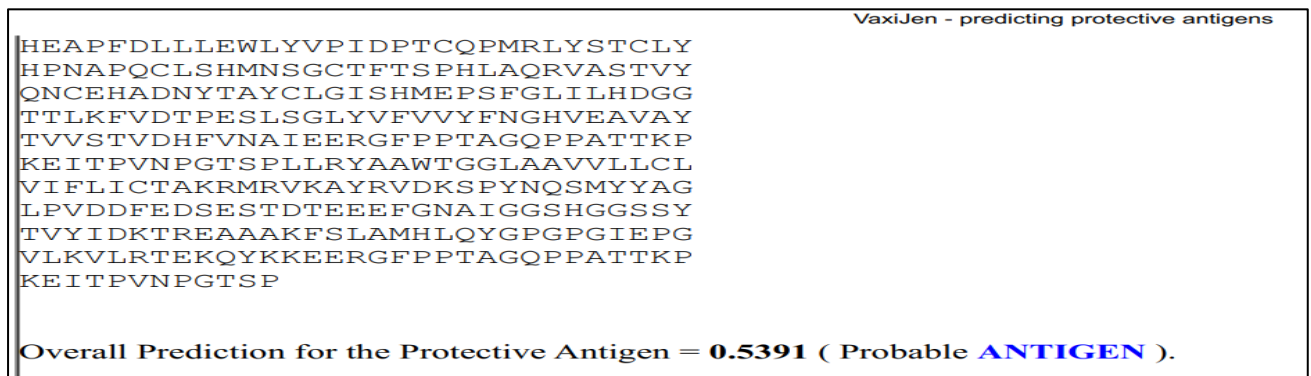 VaxiJen - predicting protective antigens
HEAPFDLLLEWLYVPIDPTCQPMRLYSTCLY
HPNAPQCLSHMNSGCTFTSPHLAQRVASTVY
QNCEHADNYTAYCLGISHMEPSFGLILHDGG
TTLKFVDTPESLSGLYVFVVYFNGHVEAVAY
TVVSTVDHFVNAIEERGFPPTAGQPPATTKP
KEITPVNPGTSPLLRYAAWTGGLAAVVLLCL
VIFLICTAKRMRVKAYRVDKSPYNQSMYYAG
LPVDDFEDSESTDTEEEFGNAIGGSHGGSSY
TVYIDKTREAAAKFSLAMHLQYGPGPGIEPG
VLKVLRTEKQYKKEERGFPPTAGQPPATTKP
KEITPVNPGTSP
Overall Prediction for the Protective Antigen = 0.5391 ( Probable ANTIGEN ).